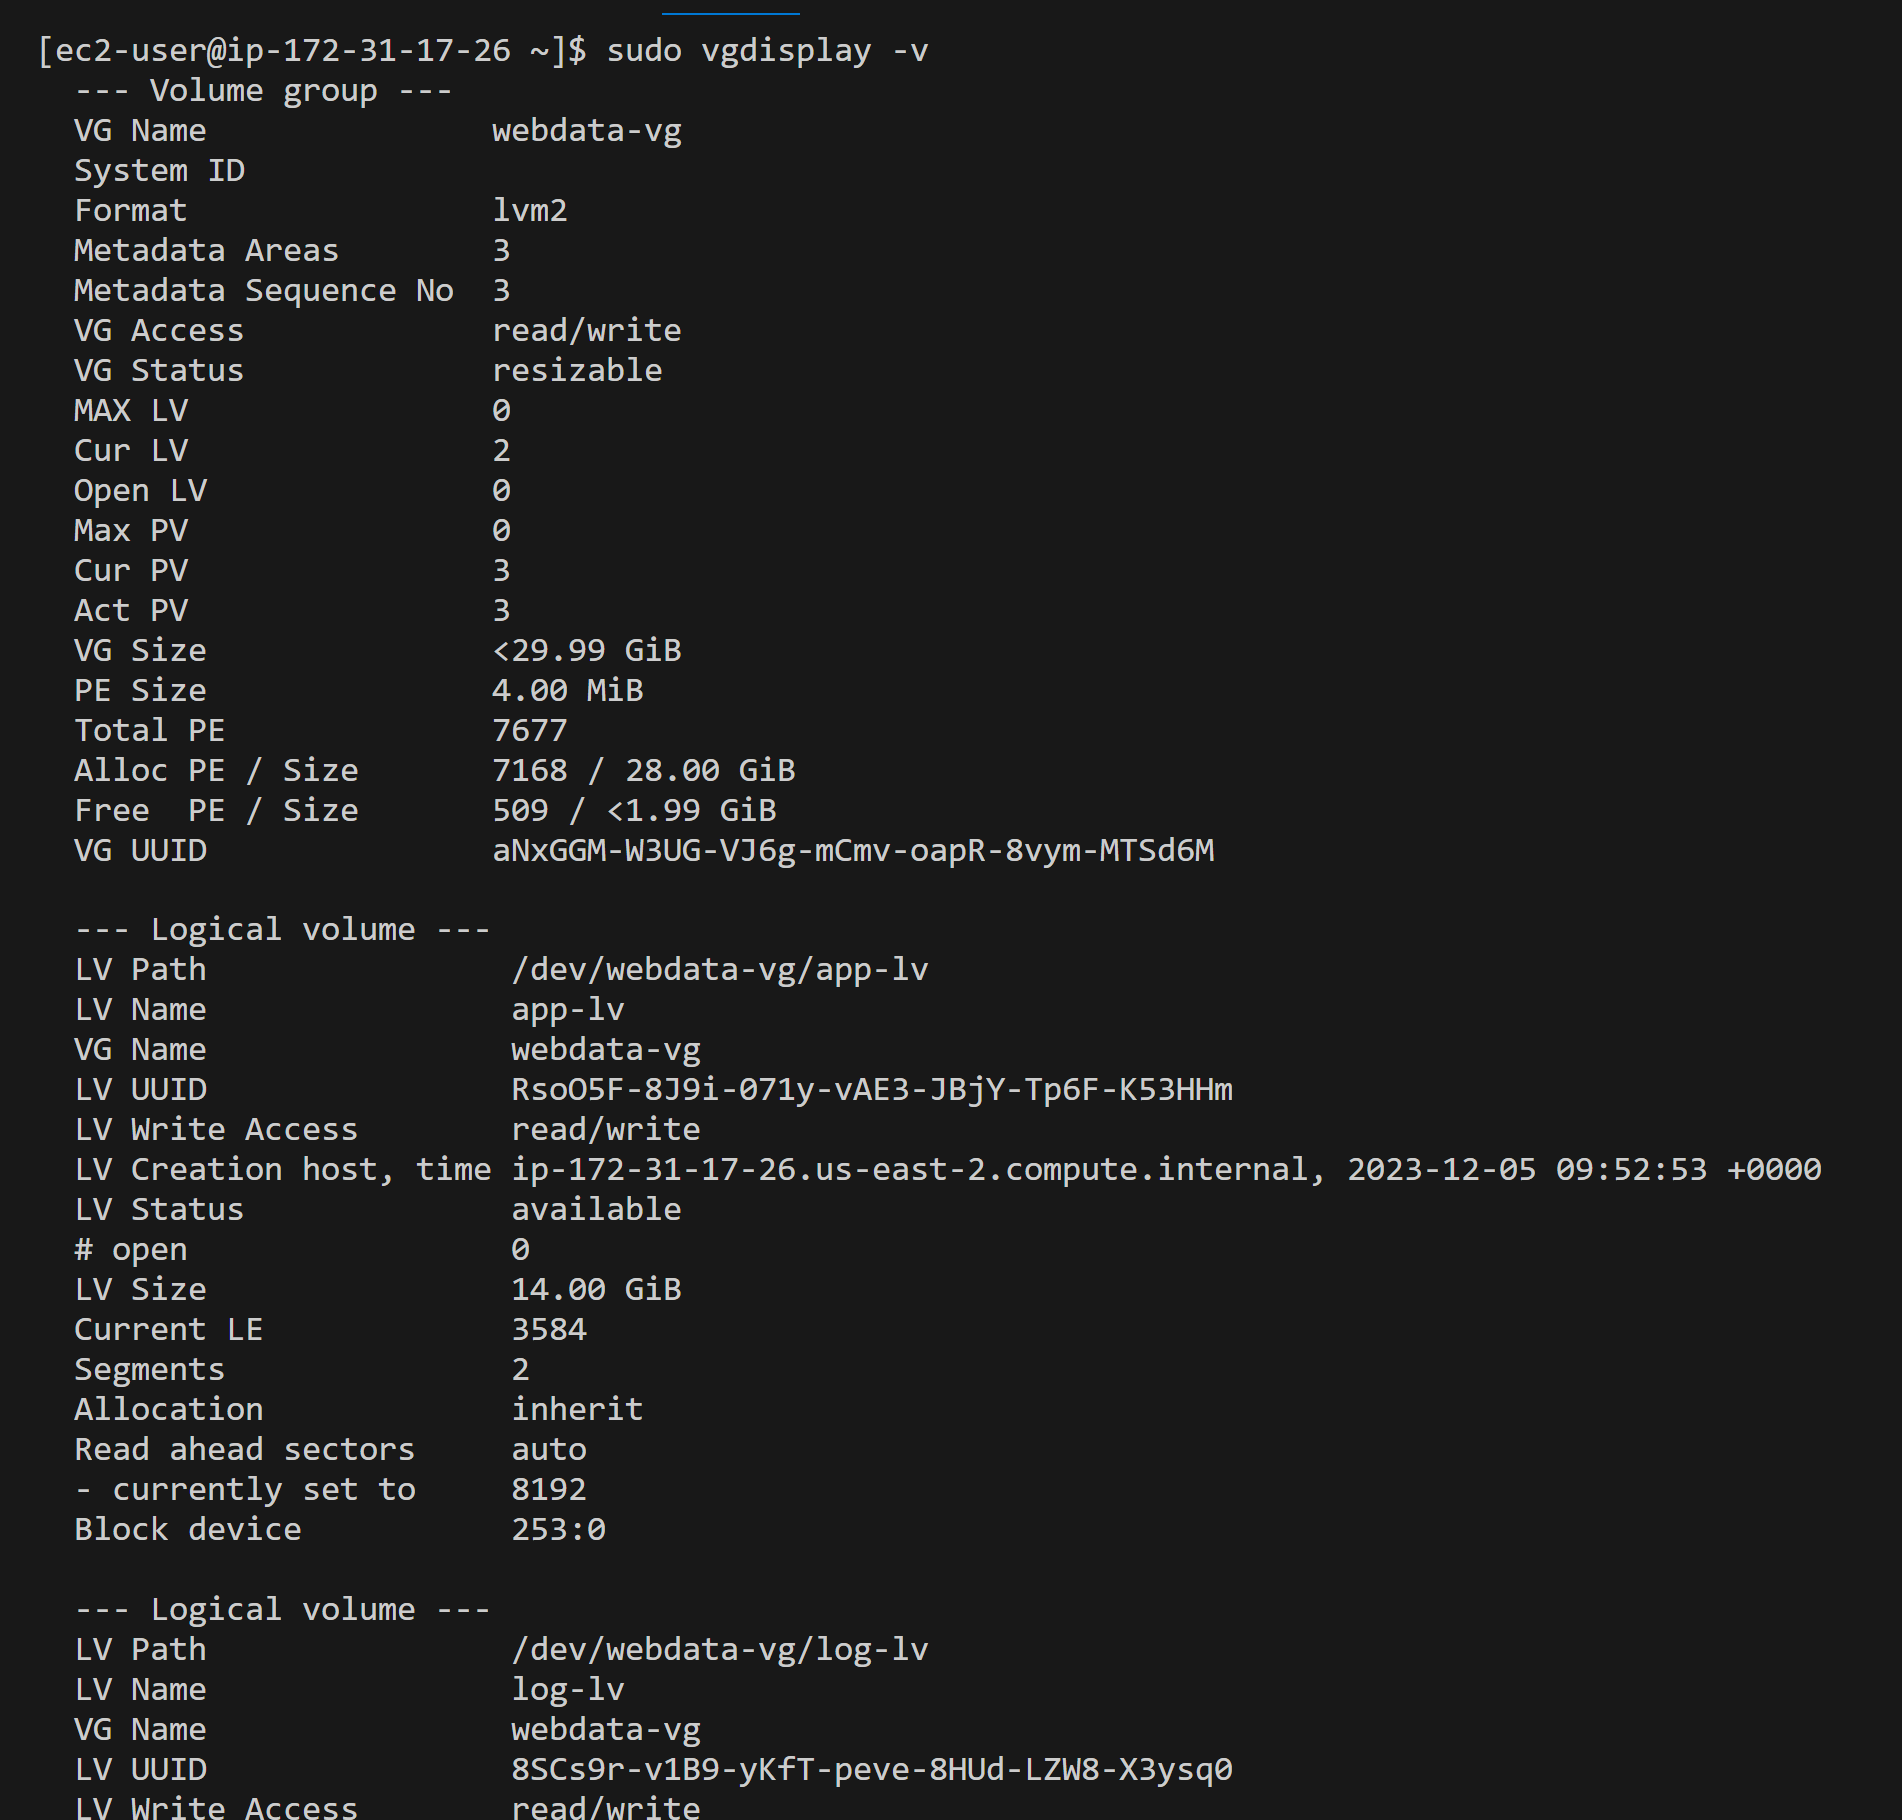 [ec2-user@ip-172-31-17-26 ~]$ sudo vgdisplay -v
  --- Volume group ---
  VG Name               webdata-vg
  System ID
  Format                lvm2
  Metadata Areas        3
  Metadata Sequence No  3
  VG Access             read/write
  VG Status             resizable
  MAX LV                0
  Cur LV                2
  Open LV               0
  Max PV                0
  Cur PV                3
  Act PV                3
  VG Size               <29.99 GiB
  PE Size               4.00 MiB
  Total PE              7677
  Alloc PE / Size       7168 / 28.00 GiB
  Free  PE / Size       509 / <1.99 GiB
  VG UUID               aNxGGM-W3UG-VJ6g-mCmv-oapR-8vym-MTSd6M

  --- Logical volume ---
  LV Path                /dev/webdata-vg/app-lv
  LV Name                app-lv
  VG Name                webdata-vg
  LV UUID                RsoO5F-8J9i-071y-vAE3-JBjY-Tp6F-K53HHm
  LV Write Access        read/write
  LV Creation host, time ip-172-31-17-26.us-east-2.compute.internal, 2023-12-05 09:52:53 +0000
  LV Status              available
  # open                 0
  LV Size                14.00 GiB
  Current LE             3584
  Segments               2
  Allocation             inherit
  Read ahead sectors     auto
  - currently set to     8192
  Block device           253:0

  --- Logical volume ---
  LV Path                /dev/webdata-vg/log-lv
  LV Name                log-lv
  VG Name                webdata-vg
  LV UUID                8SCs9r-v1B9-yKfT-peve-8HUd-LZW8-X3ysq0
  LV Write Access        read/write